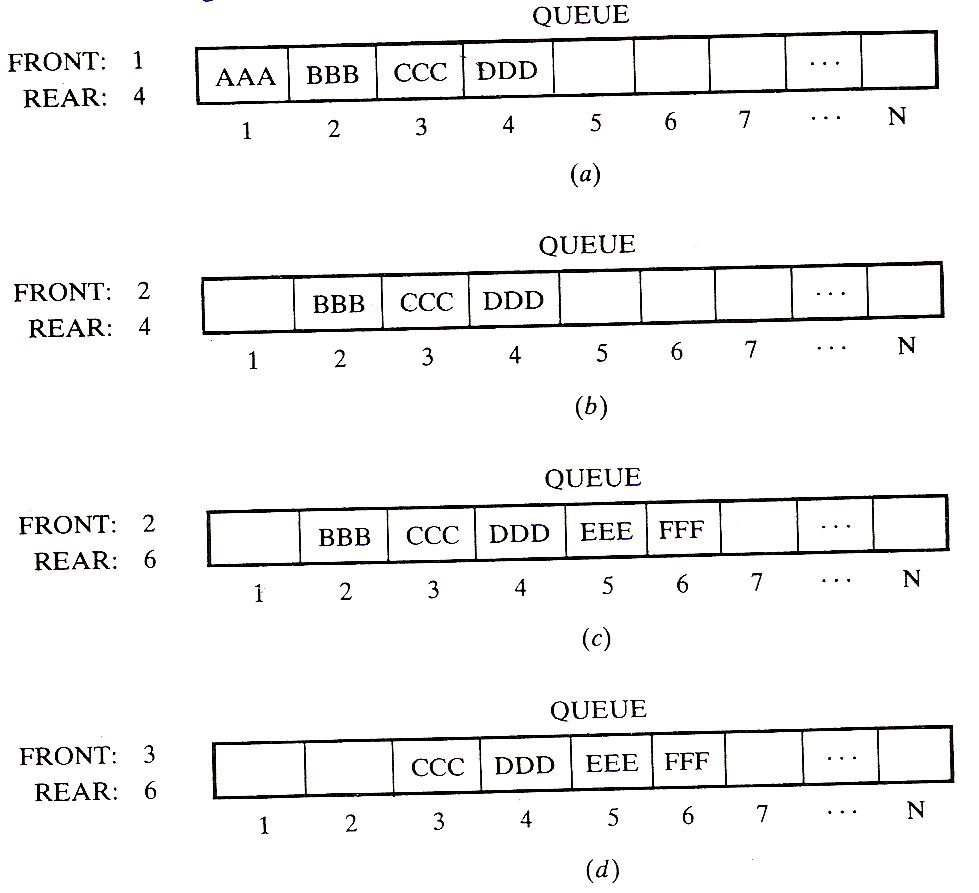 QUEUE
FRONT: 1
REAR: 4
AAA BBB CCC DDD ...
1 2 3 4 5 6 7 ... N
(a)
QUEUE
FRONT: 2
REAR: 4
BBB CCC DDD ...
1 2 3 4 5 6 7 ... N
(b)
QUEUE
FRONT: 2
REAR: 6
BBB CCC DDD EEE FFF ...
1 2 3 4 5 6 7 ... N
(c)
QUEUE
FRONT: 3
REAR: 6
CCC DDD EEE FFF ...
1 2 3 4 5 6 7 ... N
(d)